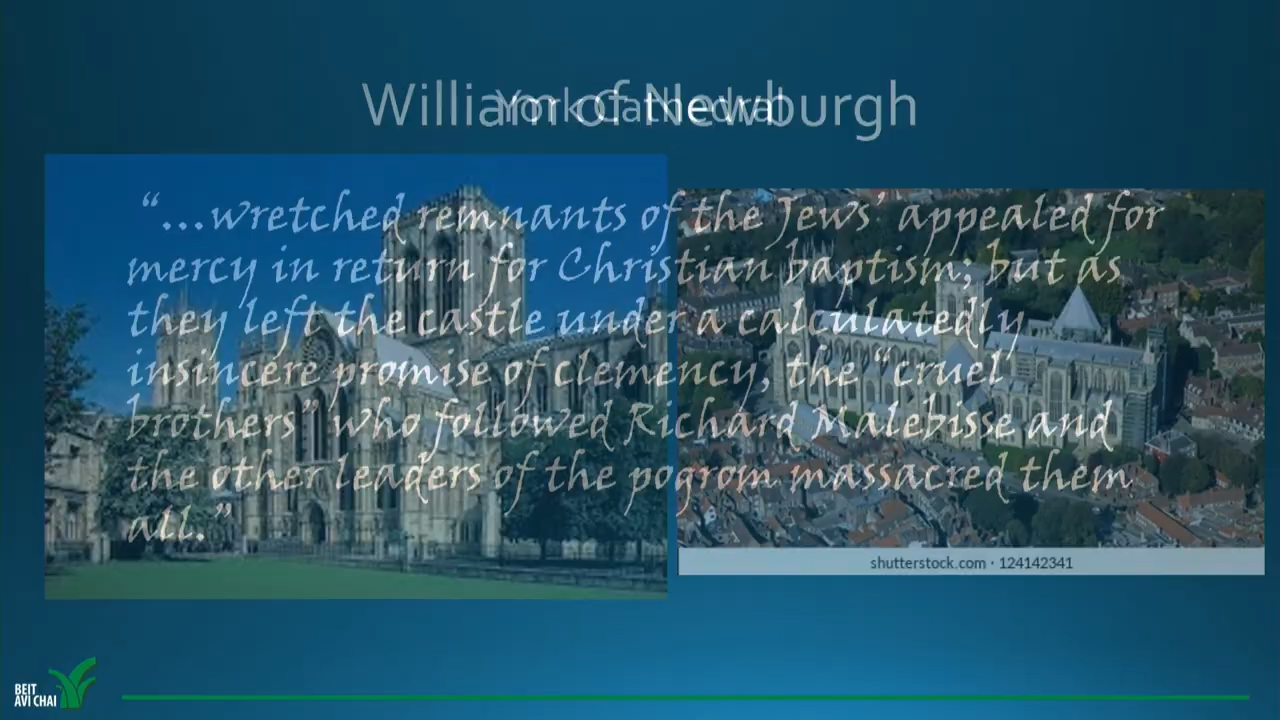 William of Newburgh
York Cathedral
“...wretched remnants of the Jews’ appealed for
mercy in return for Christian baptism; but as
they left the castle under a calculatedly
insincere promise of clemency, the “cruel
brothers” who followed Richard Malebisse and
the other leaders of the pogrom massacred them
all.”
shutterstock.com · 124142341
BEIT
AVI CHAI